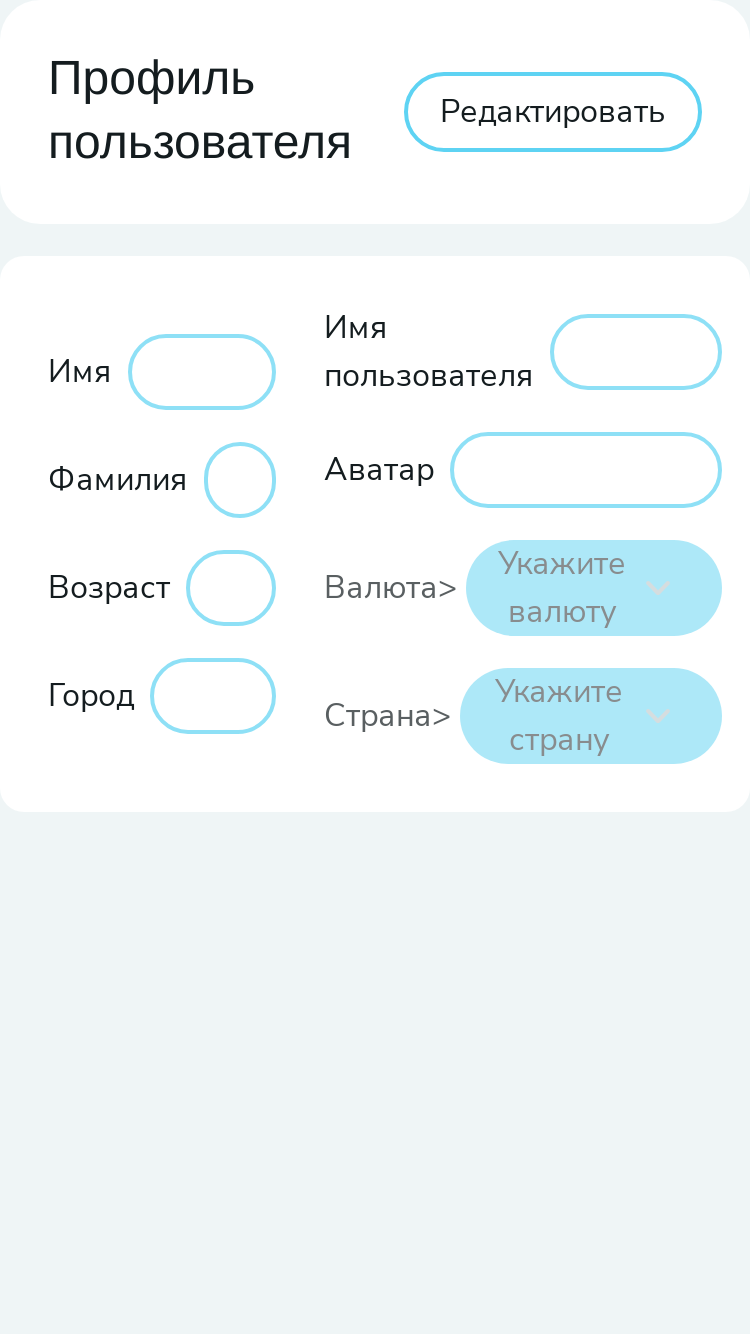 Профиль
пользователя
Редактировать
Имя
Фамилия
Возраст
Город
Имя
пользователя
Аватар
Валюта>
Укажите
валюту
Страна>
Укажите
страну